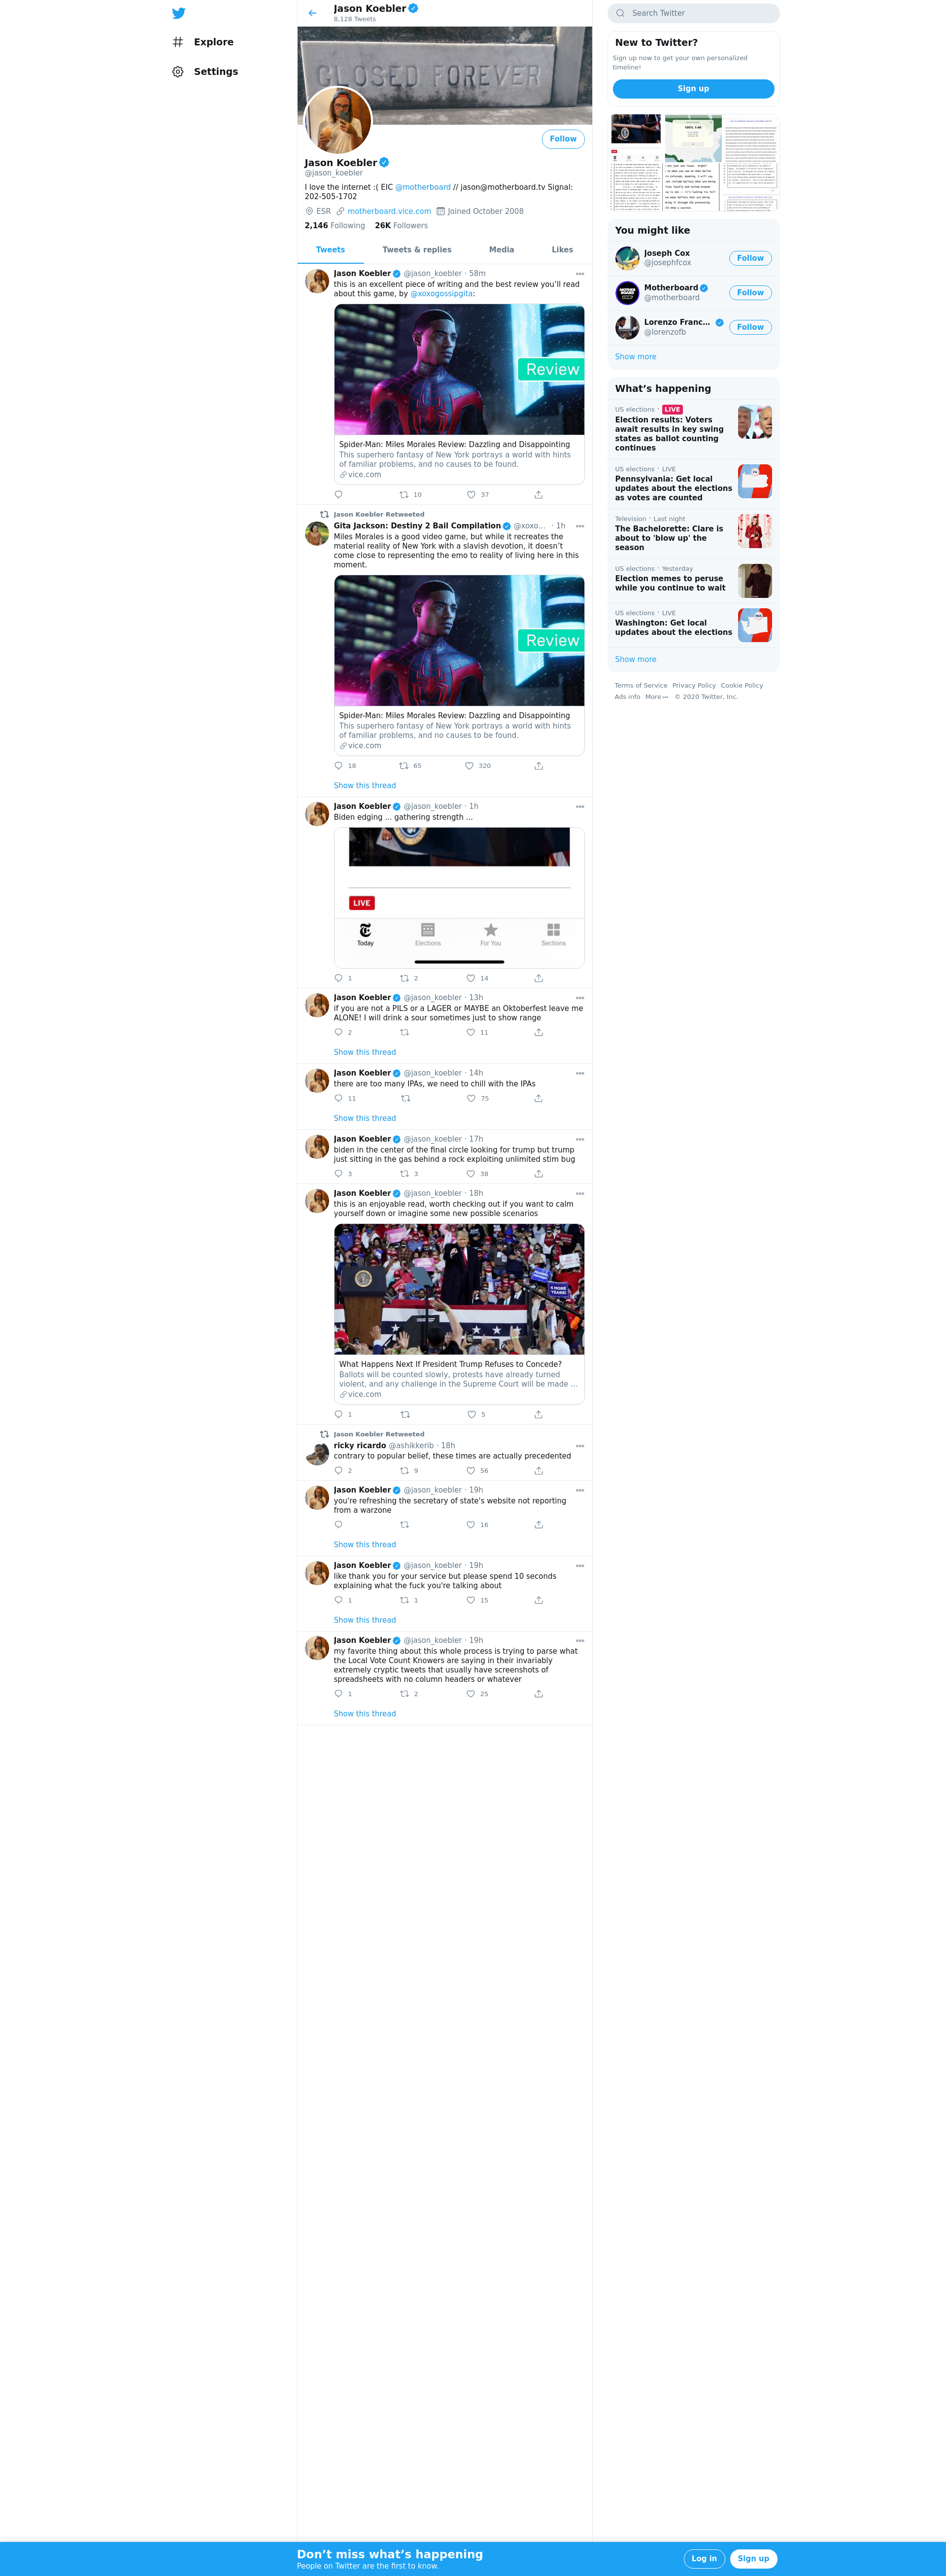 Explore
Settings
Jason Koebler
8,128 Tweets
CLOSED FOREVER
Follow
Jason Koebler
@jason_koebler
I love the internet :( EIC @motherboard // jason@motherboard.tv Signal:
202-505-1702
ESR motherboard.vice.com Joined October 2008
2,146 Following 26K Followers
Tweets Tweets & replies Media Likes
Jason Koebler @jason_koebler · 58m
this is an excellent piece of writing and the best review you'll read
about this game, by @xoxogossipgita:
Review
Spider-Man: Miles Morales Review: Dazzling and Disappointing
This superhero fantasy of New York portrays a world with hints
of familiar problems, and no causes to be found.
vice.com
10 37
Jason Koebler Retweeted
Gita Jackson: Destiny 2 Bail Compilation @xoxo... · 1h
Miles Morales is a good video game, but while it recreates the
material reality of New York with a slavish devotion, it doesn't
come close to representing the emo to reality of living here in this
moment.
Review
Spider-Man: Miles Morales Review: Dazzling and Disappointing
This superhero fantasy of New York portrays a world with hints
of familiar problems, and no causes to be found.
vice.com
18 65 320
Show this thread
Jason Koebler @jason_koebler · 1h
Biden edging ... gathering strength ...
LIVE
Today Elections For You Sections
1 2 14
Jason Koebler @jason_koebler · 13h
if you are not a PILS or a LAGER or MAYBE an Oktoberfest leave me
ALONE! I will drink a sour sometimes just to show range
2 11
Show this thread
Jason Koebler @jason_koebler · 14h
there are too many IPAs, we need to chill with the IPAs
11 75
Show this thread
Jason Koebler @jason_koebler · 17h
biden in the center of the final circle looking for trump but trump
just sitting in the gas behind a rock exploiting unlimited stim bug
3 3 38
Jason Koebler @jason_koebler · 18h
this is an enjoyable read, worth checking out if you want to calm
yourself down or imagine some new possible scenarios
4 MORE YEARS!
What Happens Next If President Trump Refuses to Concede?
Ballots will be counted slowly, protests have already turned
violent, and any challenge in the Supreme Court will be made ...
vice.com
1 5
Jason Koebler Retweeted
ricky ricardo @ashikkerib · 18h
contrary to popular belief, these times are actually precedented
2 9 56
Jason Koebler @jason_koebler · 19h
you're refreshing the secretary of state's website not reporting
from a warzone
16
Show this thread
Jason Koebler @jason_koebler · 19h
like thank you for your service but please spend 10 seconds
explaining what the fuck you're talking about
1 1 15
Show this thread
Jason Koebler @jason_koebler · 19h
my favorite thing about this whole process is trying to parse what
the Local Vote Count Knowers are saying in their invariably
extremely cryptic tweets that usually have screenshots of
spreadsheets with no column headers or whatever
1 2 25
Show this thread
Search Twitter
New to Twitter?
Sign up now to get your own personalized
timeline!
Sign up
You might like
Joseph Cox
@josephfcox
Follow
MOTHER
BOARD
Motherboard
@motherboard
Follow
Lorenzo Franc...
@lorenzofb
Follow
Show more
What's happening
US elections · LIVE
Election results: Voters
await results in key swing
states as ballot counting
continues
US elections · LIVE
Pennsylvania: Get local
updates about the elections
as votes are counted
Television · Last night
The Bachelorette: Clare is
about to 'blow up' the
season
US elections · Yesterday
Election memes to peruse
while you continue to wait
US elections · LIVE
Washington: Get local
updates about the elections
Show more
Terms of Service Privacy Policy Cookie Policy
Ads info More ••• © 2020 Twitter, Inc.
Don't miss what's happening
People on Twitter are the first to know.
Log in Sign up